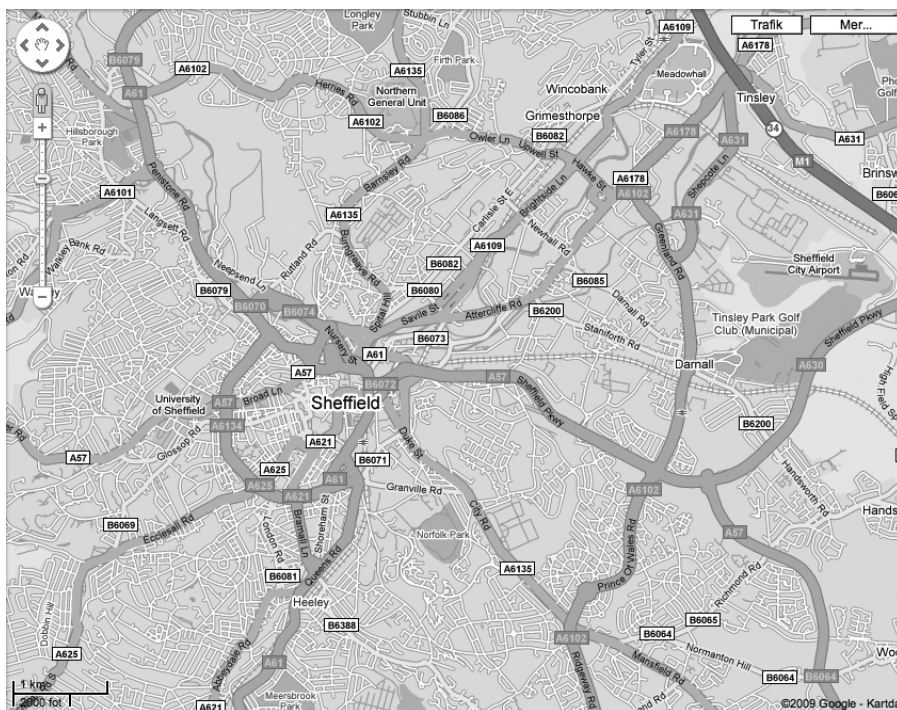 Longley
Park
Stubbin Ln
A6109
Trafik
Mer...
A6178
Tyler St
B6079
A6102
A6135
Firth Park
Meadowhall
A61
Herries Rd
Northern
General Unit
Wincobank
Tinsley
Grimesthorpe
B6086
A6102
Owler Ln
B6082
Upwell St
A6178
34
A631
A631
Hillsborough
Park
M1
Penistone Rd
Barnsley Rd
Hawke St
A6178
A6102
Shepcote Ln
A6101
Langsett Rd
Carlisle St E
Brightside Ln
A631
A6135
Newhall Rd
Greenland Rd
Walkley Bank Rd
Rutland Rd
Burngreave Rd
A6109
Sheffield
City Airport
Neepsend Ln
B6082
B6079
B6080
B6085
Darnall Rd
B6070
B6074
Spital Hill
Savile St
Attercliffe Rd
B6200
Tinsley Park Golf
Club (Municipal)
Sheffield Pkwy
Nursery St
B6073
Staniforth Rd
A61
Darnall
A630
A57
B6072
A57
Sheffield Pkwy
University
of Sheffield
Broad Ln
A57
Sheffield
High Field
A6134
Glossop Rd
A621
Duke St
B6200
A57
A625
B6071
A625
A61
Granville Rd
A6102
Handsworth Rd
A621
B6069
Ecclesall Rd
London Rd
Bramall Ln
Shoreham St
City Rd
Hands
Queens Rd
Norfolk Park
A57
Prince Of Wales Rd
B6081
A6135
Richmond Rd
Heeley
B6388
B6065
Dobbin Hill
A6102
B6064
Normanton Hill
A625
Abbeydale Rd
A61
Ridgeway Rd
Mansfield Rd
B6064
B6064
1 km
2000 fot
Meersbrook
Park
A621
©2009 Google - Kartda